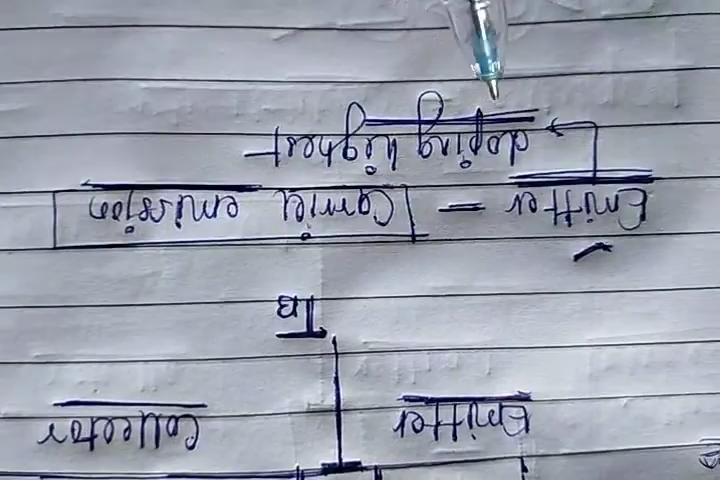 Emitter Collector
IB
Emitter = Carrier emission
doping highest